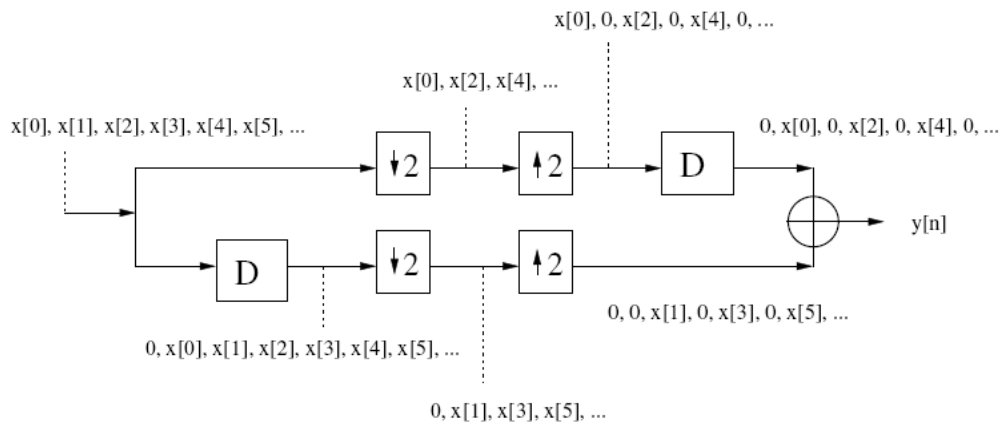 x[0], 0, x[2], 0, x[4], 0, ...
x[0], x[2], x[4], ...
x[0], x[1], x[2], x[3], x[4], x[5], ...
0, x[0], 0, x[2], 0, x[4], 0, ...
↓2
↑2
D
y[n]
D
↓2
↑2
0, 0, x[1], 0, x[3], 0, x[5], ...
0, x[0], x[1], x[2], x[3], x[4], x[5], ...
0, x[1], x[3], x[5], ...